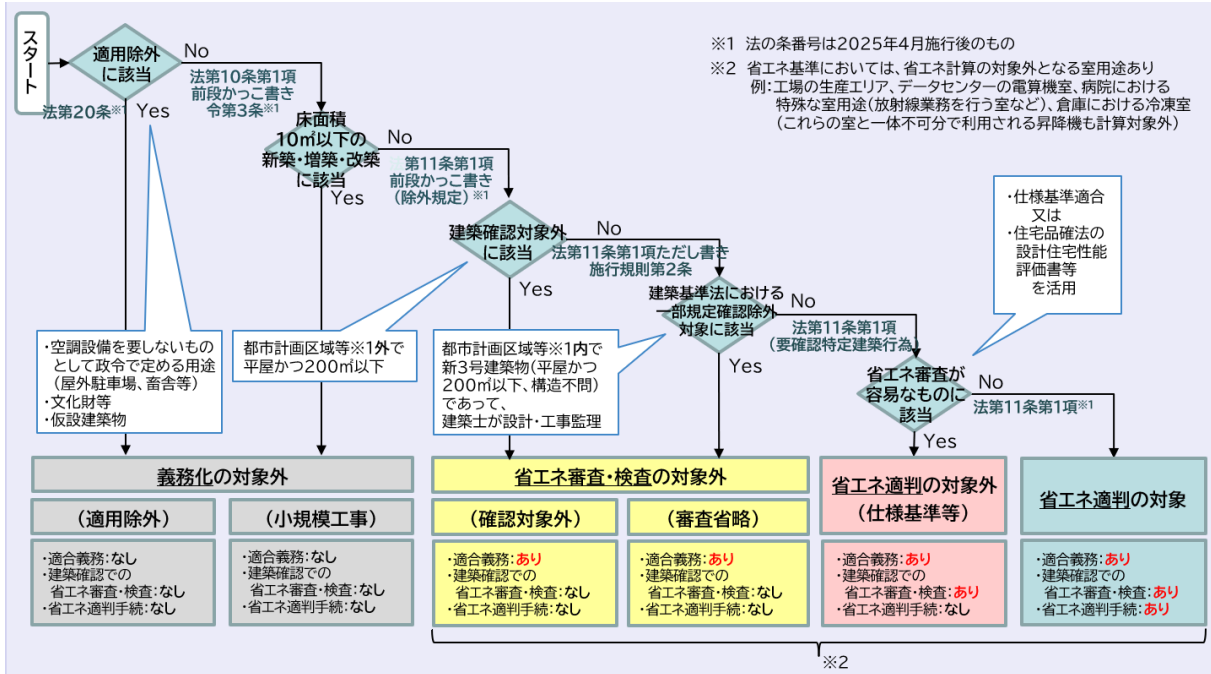 スタート
適用除外
に該当
No
Yes
法第20条※1
法第10条第1項
前段かっこ書き
令第3条※1
床面積
10㎡以下の
新築・増築・改築
に該当
No
Yes
第11条第1項
前段かっこ書き
(除外規定)※1
建築確認対象外
に該当
No
Yes
法第11条第1項ただし書き
施行規則第2条
建築基準法における
一部規定確認除外
対象に該当
No
Yes
法第11条第1項
(要確認特定建築行為)
省エネ審査が
容易なものに
該当
No
Yes
法第11条第1項※1
※1 法の条番号は2025年4月施行後のもの
※2 省エネ基準においては、省エネ計算の対象外となる室用途あり
例:工場の生産エリア、データセンターの電算機室、病院における
特殊な室用途(放射線業務を行う室など)、倉庫における冷凍室
(これらの室と一体不可分で利用される昇降機も計算対象外)
・仕様基準適合
又は
・住宅品確法の
設計住宅性能
評価書等
を活用
・空調設備を要しないもの
として政令で定める用途
(屋外駐車場、畜舎等)
・文化財等
・仮設建築物
都市計画区域等※1外で
平屋かつ200㎡以下
都市計画区域等※1内で
新3号建築物(平屋かつ
200㎡以下、構造不問)
であって、
建築士が設計・工事監理
義務化の対象外
(適用除外)
・適合義務:なし
・建築確認での
省エネ審査・検査:なし
・省エネ適判手続:なし
(小規模工事)
・適合義務:なし
・建築確認での
省エネ審査・検査:なし
・省エネ適判手続:なし
省エネ審査・検査の対象外
(確認対象外)
・適合義務:あり
・建築確認での
省エネ審査・検査:なし
・省エネ適判手続:なし
(審査省略)
・適合義務:あり
・建築確認での
省エネ審査・検査:なし
・省エネ適判手続:なし
省エネ適判の対象外
(仕様基準等)
・適合義務:あり
・建築確認での
省エネ審査・検査:あり
・省エネ適判手続:なし
省エネ適判の対象
・適合義務:あり
・建築確認での
省エネ審査・検査:あり
・省エネ適判手続:あり
※2